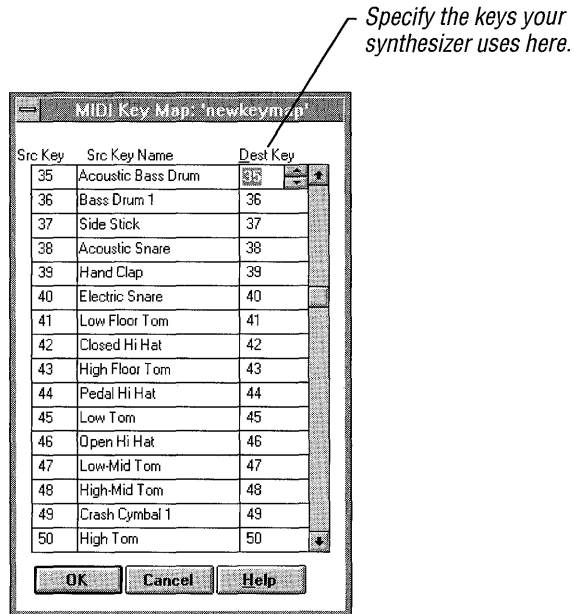 Specify the keys your
synthesizer uses here.
MIDI Key Map: 'newkeymap'
Src Key Src Key Name Dest Key
35 Acoustic Bass Drum 35
36 Bass Drum 1 36
37 Side Stick 37
38 Acoustic Snare 38
39 Hand Clap 39
40 Electric Snare 40
41 Low Floor Tom 41
42 Closed Hi Hat 42
43 High Floor Tom 43
44 Pedal Hi Hat 44
45 Low Tom 45
46 Open Hi Hat 46
47 Low-Mid Tom 47
48 High-Mid Tom 48
49 Crash Cymbal 1 49
50 High Tom 50
OK Cancel Help